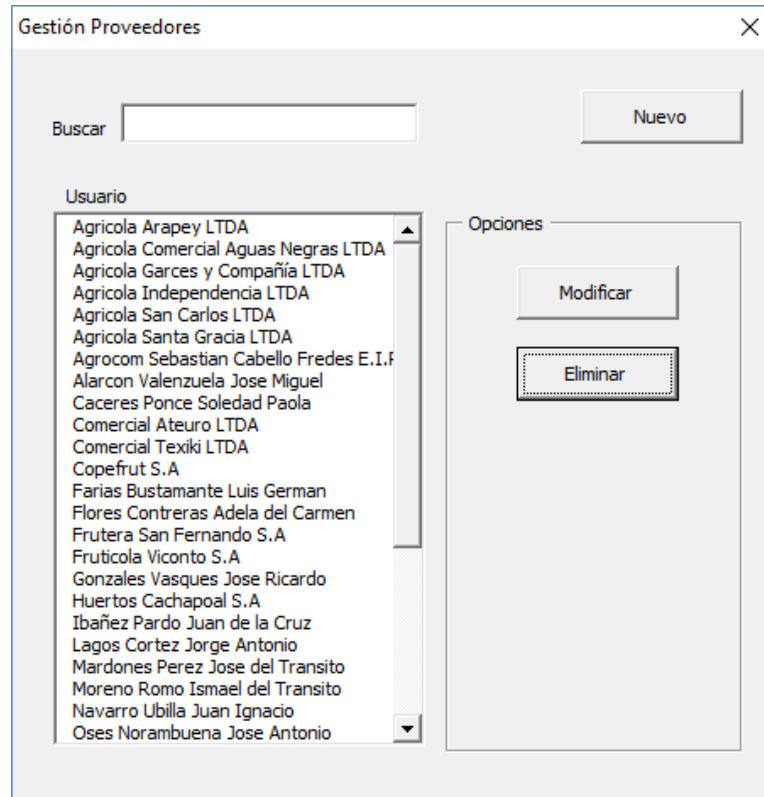 Gestión Proveedores
Buscar
Nuevo
Usuario
Agricola Arapey LTDA
Agricola Comercial Aguas Negras LTDA
Agricola Garces y Compañía LTDA
Agricola Independencia LTDA
Agricola San Carlos LTDA
Agricola Santa Gracia LTDA
Agrocom Sebastian Cabello Fredes E.I.F
Alarcon Valenzuela Jose Miguel
Caceres Ponce Soledad Paola
Comercial Ateuro LTDA
Comercial Texiki LTDA
Copefrut S.A
Farias Bustamante Luis German
Flores Contreras Adela del Carmen
Frutera San Fernando S.A
Fruticola Viconto S.A
Gonzales Vasques Jose Ricardo
Huertos Cachapoal S.A
Ibañez Pardo Juan de la Cruz
Lagos Cortez Jorge Antonio
Mardones Perez Jose del Transito
Moreno Romo Ismael del Transito
Navarro Ubilla Juan Ignacio
Oses Norambuena Jose Antonio
Opciones
Modificar
Eliminar